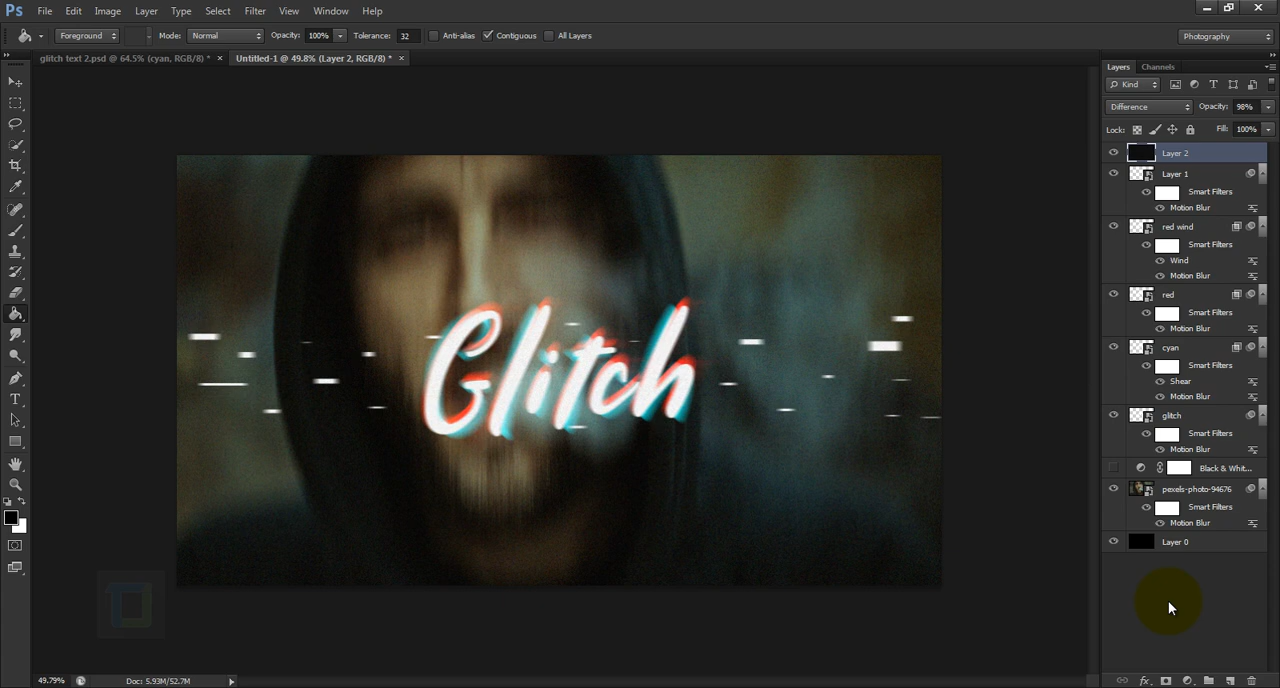 Ps File Edit Image Layer Type Select Filter View Window Help
Foreground Mode: Normal Opacity: 100% Tolerance: 32 Anti-alias Contiguous All Layers Photography
glitch text 2.psd @ 64.5% (cyan, RGB/8) * × Untitled-1 @ 49.8% (Layer 2, RGB/8) * ×
Layers Channels
Kind
Difference Opacity: 98%
Lock: Fill: 100%
Layer 2
Layer 1
Smart Filters
Motion Blur
red wind
Smart Filters
Wind
Motion Blur
red
Smart Filters
Motion Blur
cyan
Smart Filters
Shear
Motion Blur
glitch
Smart Filters
Motion Blur
Black & Whit...
pexels-photo-94676
Smart Filters
Motion Blur
Layer 0
Glitch
49.79% Doc: 5.93M/52.7M
fx